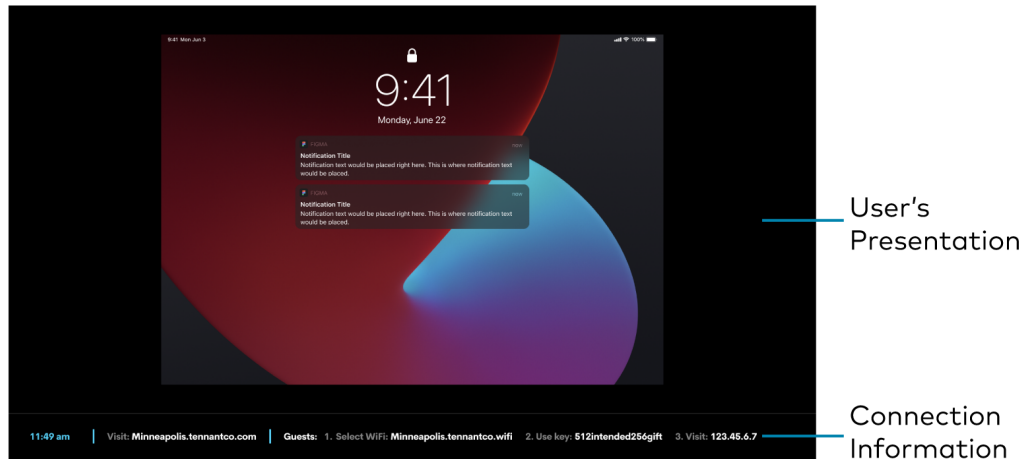 9:41 Mon Jun 3
100%
9:41
Monday, June 22
FIGMA now
Notification Title
Notification text would be placed right here. This is where notification text
would be placed.
FIGMA now
Notification Title
Notification text would be placed right here. This is where notification text
would be placed.
User's
Presentation
Connection
Information
11:49 am Visit: Minneapolis.tennantco.com Guests: 1. Select WiFi: Minneapolis.tennantco.wifi 2. Use key: 512intended256gift 3. Visit: 123.45.6.7